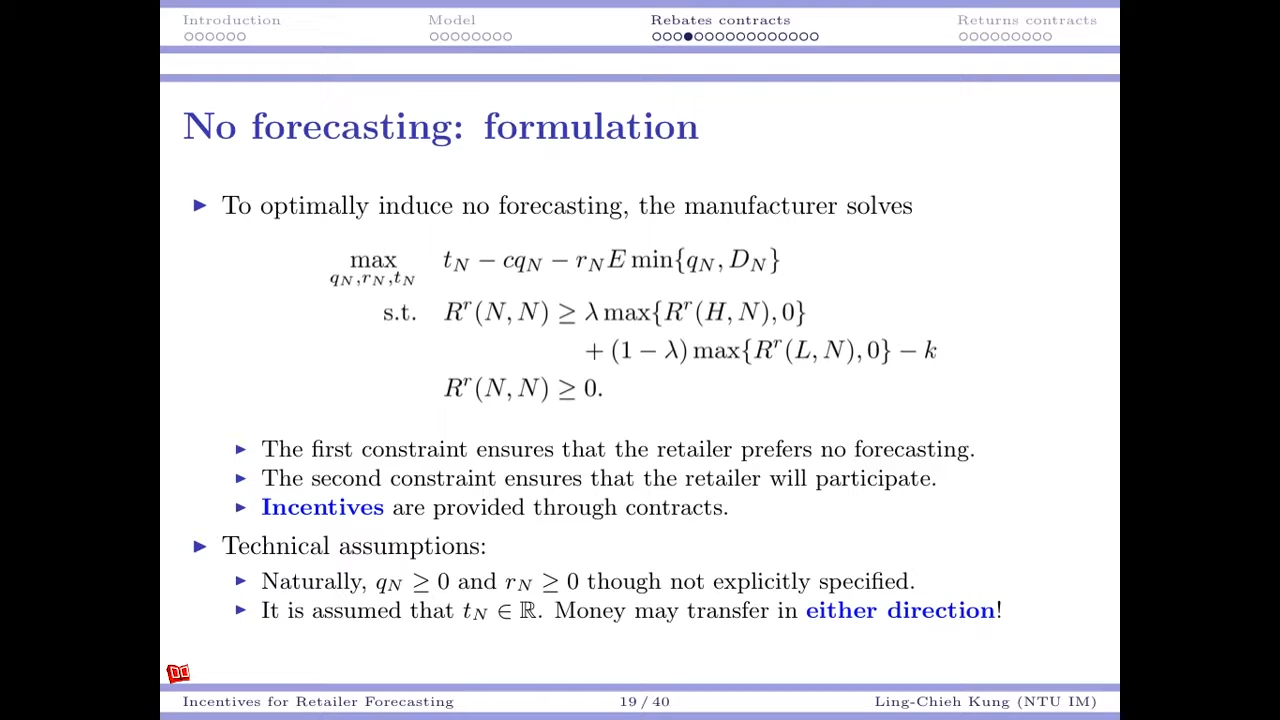 Introduction Model Rebates contracts Returns contracts
No forecasting: formulation
To optimally induce no forecasting, the manufacturer solves
max t_N − cq_N − r_N E min{q_N, D_N}
q_N,r_N,t_N
s.t. R^r(N, N) ≥ λ max{R^r(H, N), 0}
+ (1 − λ) max{R^r(L, N), 0} − k
R^r(N, N) ≥ 0.
The first constraint ensures that the retailer prefers no forecasting.
The second constraint ensures that the retailer will participate.
Incentives are provided through contracts.
Technical assumptions:
Naturally, q_N ≥ 0 and r_N ≥ 0 though not explicitly specified.
It is assumed that t_N ∈ ℝ. Money may transfer in either direction!
Incentives for Retailer Forecasting 19 / 40 Ling-Chieh Kung (NTU IM)